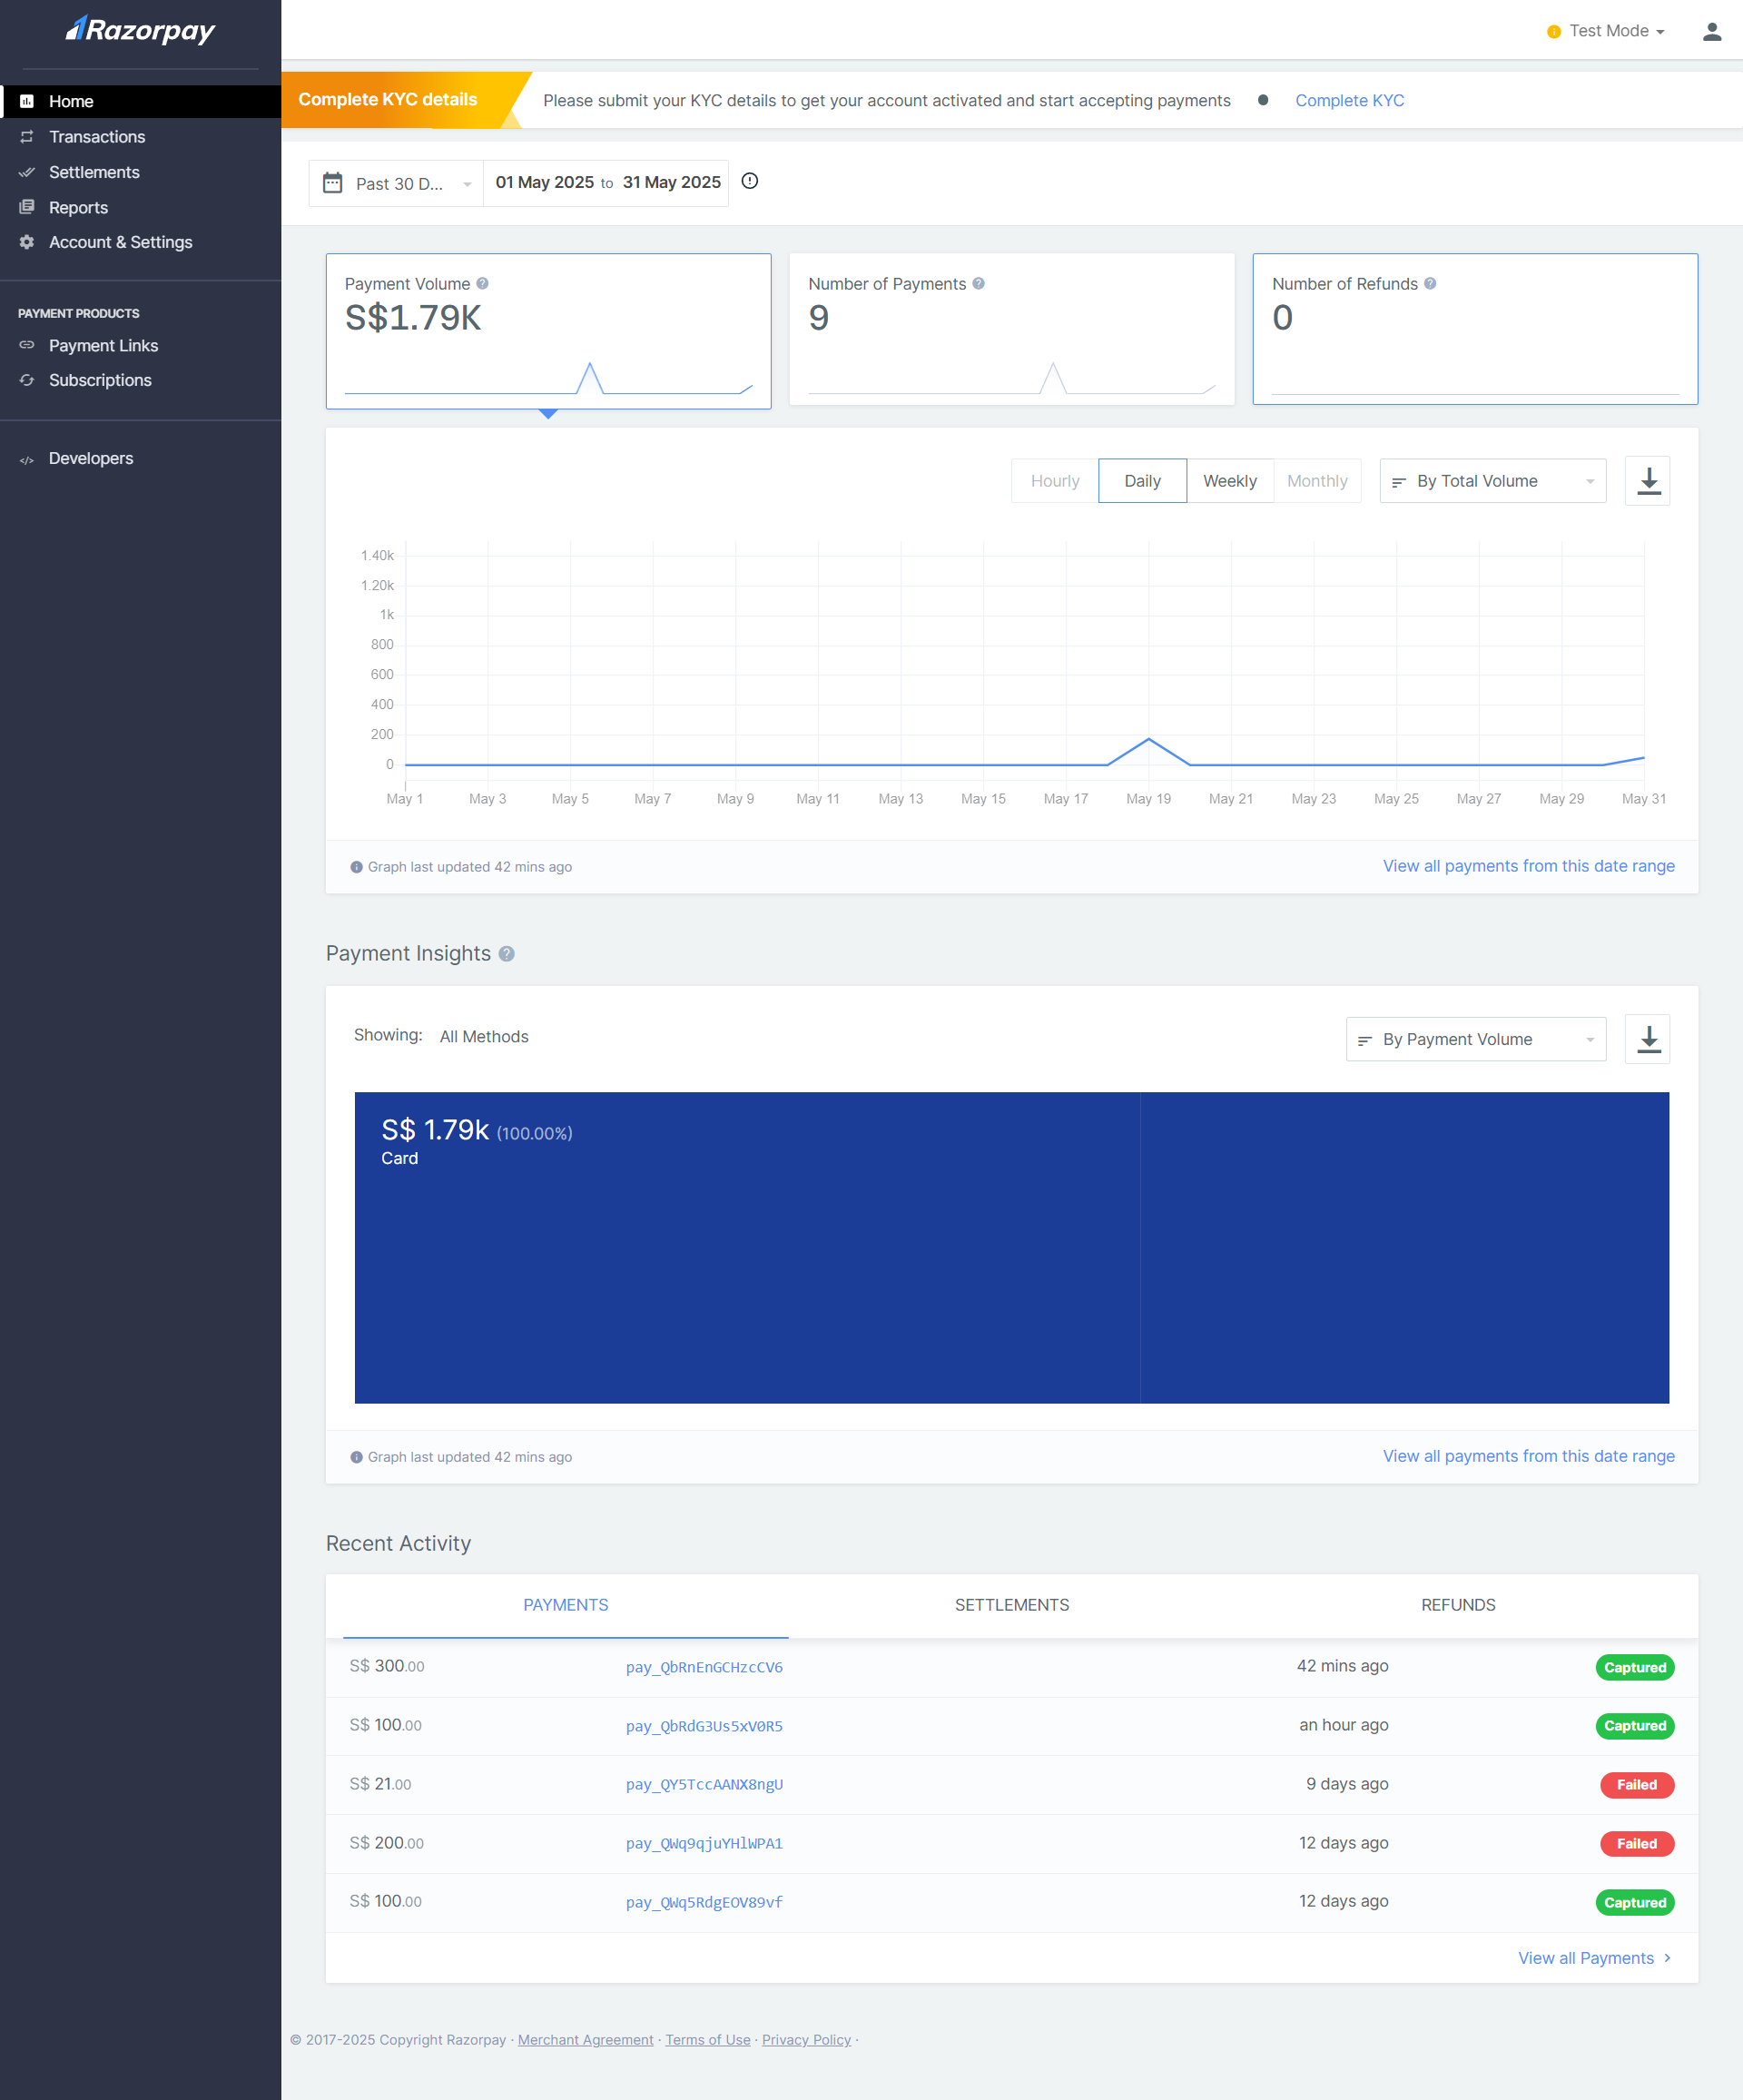 Razorpay
Test Mode
Home
Transactions
Settlements
Reports
Account & Settings
PAYMENT PRODUCTS
Payment Links
Subscriptions
Developers
Complete KYC details
Please submit your KYC details to get your account activated and start accepting payments
Complete KYC
Past 30 D...
01 May 2025 to 31 May 2025
Payment Volume
S$1.79K
Number of Payments
9
Number of Refunds
0
Hourly Daily Weekly Monthly By Total Volume
1.40k
1.20k
1k
800
600
400
200
0
May 1 May 3 May 5 May 7 May 9 May 11 May 13 May 15 May 17 May 19 May 21 May 23 May 25 May 27 May 29 May 31
Graph last updated 42 mins ago
View all payments from this date range
Payment Insights
Showing: All Methods
By Payment Volume
S$ 1.79k (100.00%)
Card
Graph last updated 42 mins ago
View all payments from this date range
Recent Activity
PAYMENTS SETTLEMENTS REFUNDS
S$ 300.00 pay_QbRnEnGCHzcCV6 42 mins ago Captured
S$ 100.00 pay_QbRdG3Us5xV0R5 an hour ago Captured
S$ 21.00 pay_QY5TccAANX8ngU 9 days ago Failed
S$ 200.00 pay_QWq9qjuYHlWPA1 12 days ago Failed
S$ 100.00 pay_QWq5RdgEOV89vf 12 days ago Captured
View all Payments
© 2017-2025 Copyright Razorpay · Merchant Agreement · Terms of Use · Privacy Policy ·